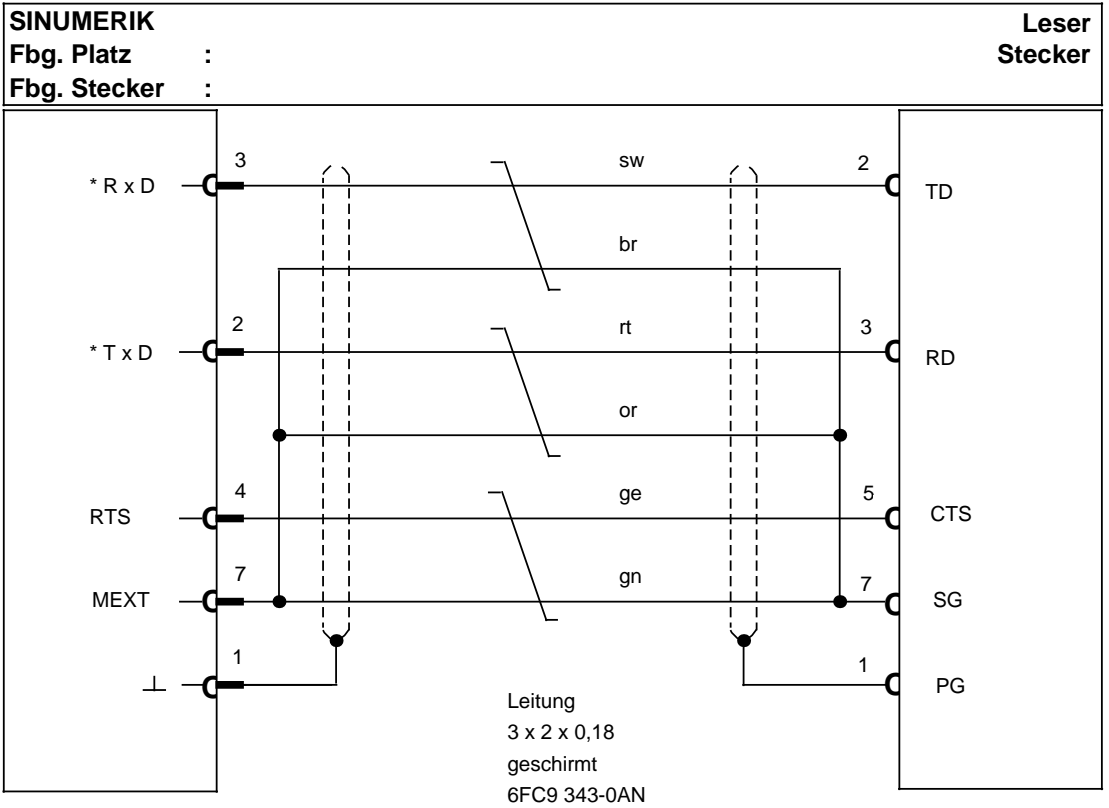 SINUMERIK Leser
Fbg. Platz : Stecker
Fbg. Stecker :
3 sw 2
* R x D TD
br
2 rt 3
* T x D RD
or
4 ge 5
RTS CTS
7 gn 7
MEXT SG
1 1
PG
Leitung
3 x 2 x 0,18
geschirmt
6FC9 343-0AN